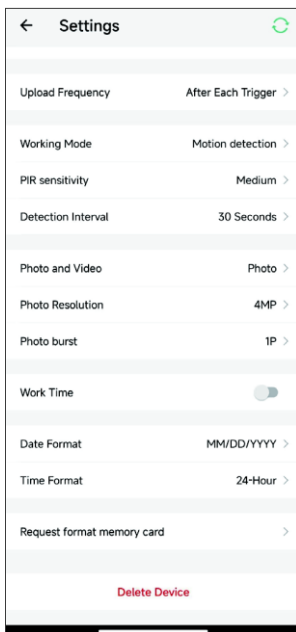 Settings
Upload Frequency After Each Trigger
Working Mode Motion detection
PIR sensitivity Medium
Detection Interval 30 Seconds
Photo and Video Photo
Photo Resolution 4MP
Photo burst 1P
Work Time
Date Format MM/DD/YYYY
Time Format 24-Hour
Request format memory card
Delete Device